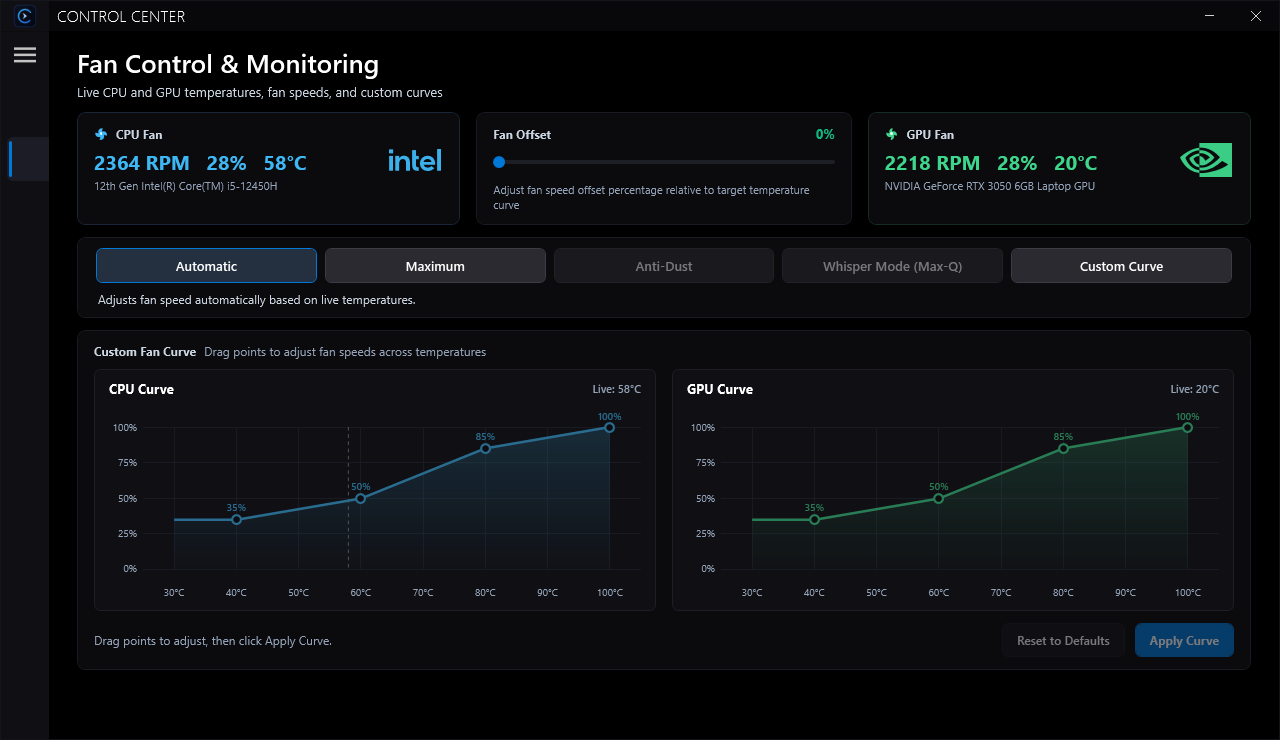 CONTROL CENTER
Fan Control & Monitoring
Live CPU and GPU temperatures, fan speeds, and custom curves
CPU Fan
2364 RPM 28% 58°C
12th Gen Intel(R) Core(TM) i5-12450H
intel
Fan Offset 0%
Adjust fan speed offset percentage relative to target temperature
curve
GPU Fan
2218 RPM 28% 20°C
NVIDIA GeForce RTX 3050 6GB Laptop GPU
Automatic
Maximum
Anti-Dust
Whisper Mode (Max-Q)
Custom Curve
Adjusts fan speed automatically based on live temperatures.
Custom Fan Curve Drag points to adjust fan speeds across temperatures
CPU Curve Live: 58°C
100%
75%
50%
25%
0%
35%
50%
85%
100%
30°C 40°C 50°C 60°C 70°C 80°C 90°C 100°C
GPU Curve Live: 20°C
100%
75%
50%
25%
0%
35%
50%
85%
100%
30°C 40°C 50°C 60°C 70°C 80°C 90°C 100°C
Drag points to adjust, then click Apply Curve.
Reset to Defaults
Apply Curve